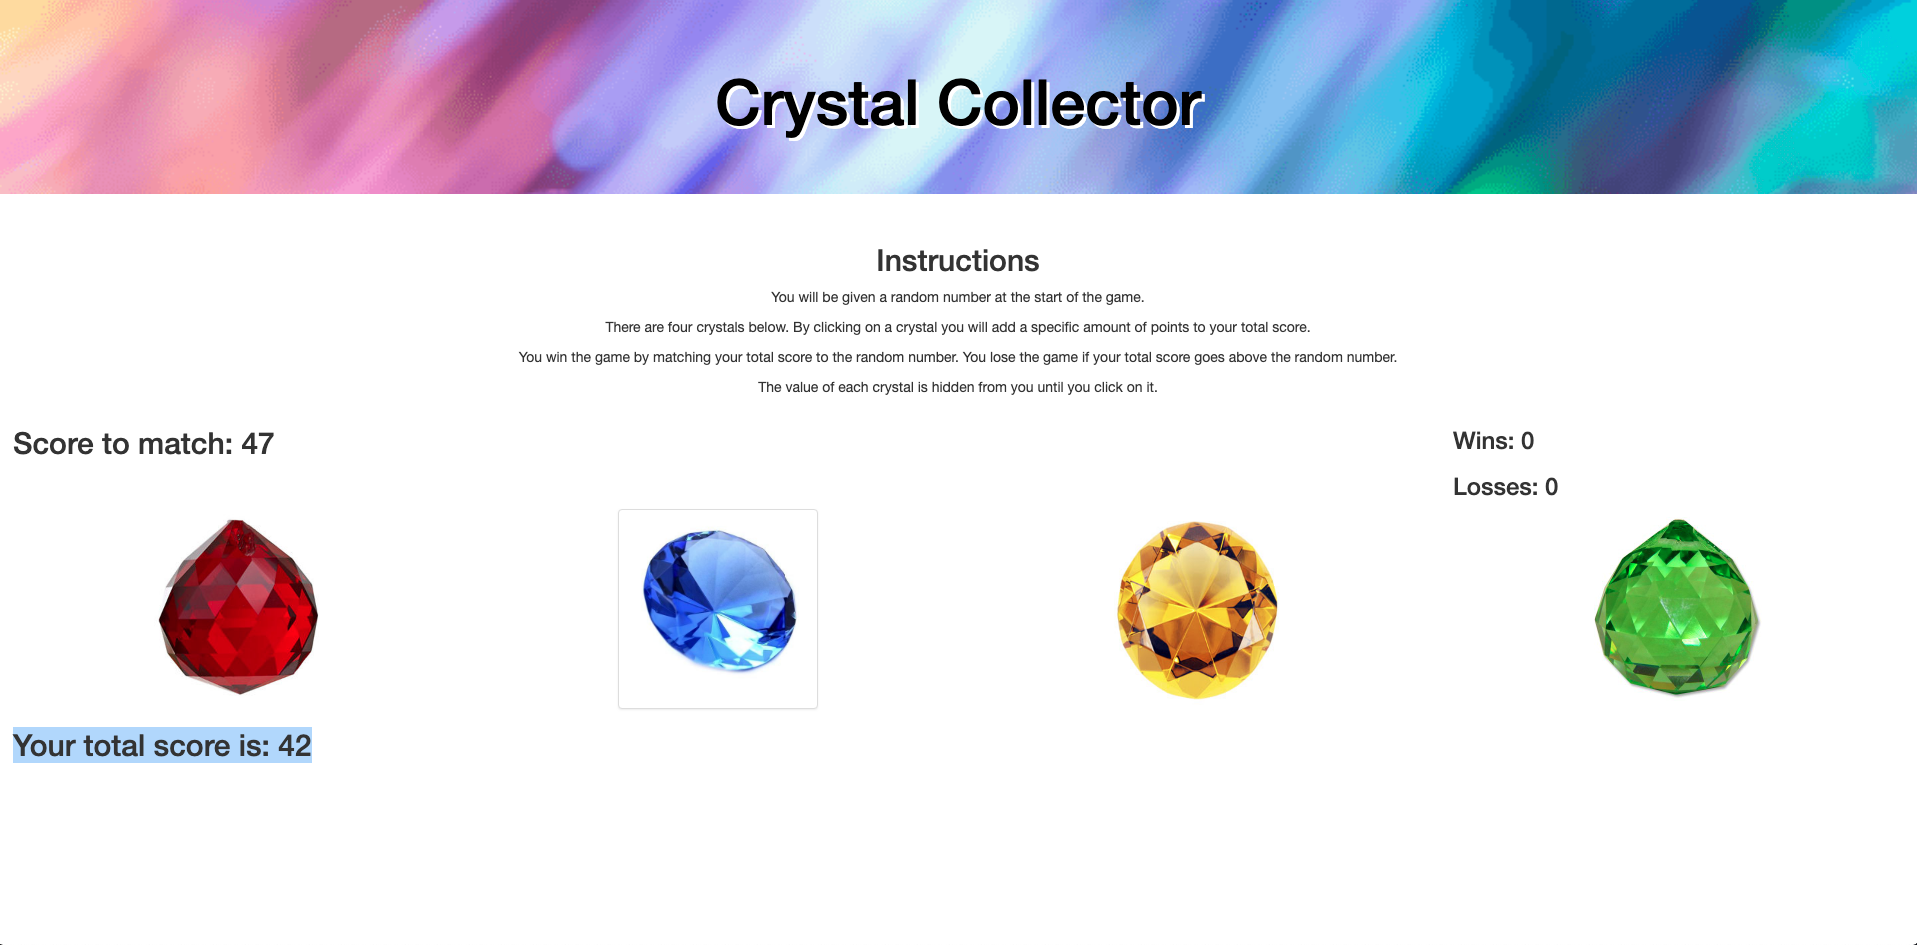 Crystal Collector
Instructions
You will be given a random number at the start of the game.
There are four crystals below. By clicking on a crystal you will add a specific amount of points to your total score.
You win the game by matching your total score to the random number. You lose the game if your total score goes above the random number.
The value of each crystal is hidden from you until you click on it.
Score to match: 47
Wins: 0
Losses: 0
Your total score is: 42